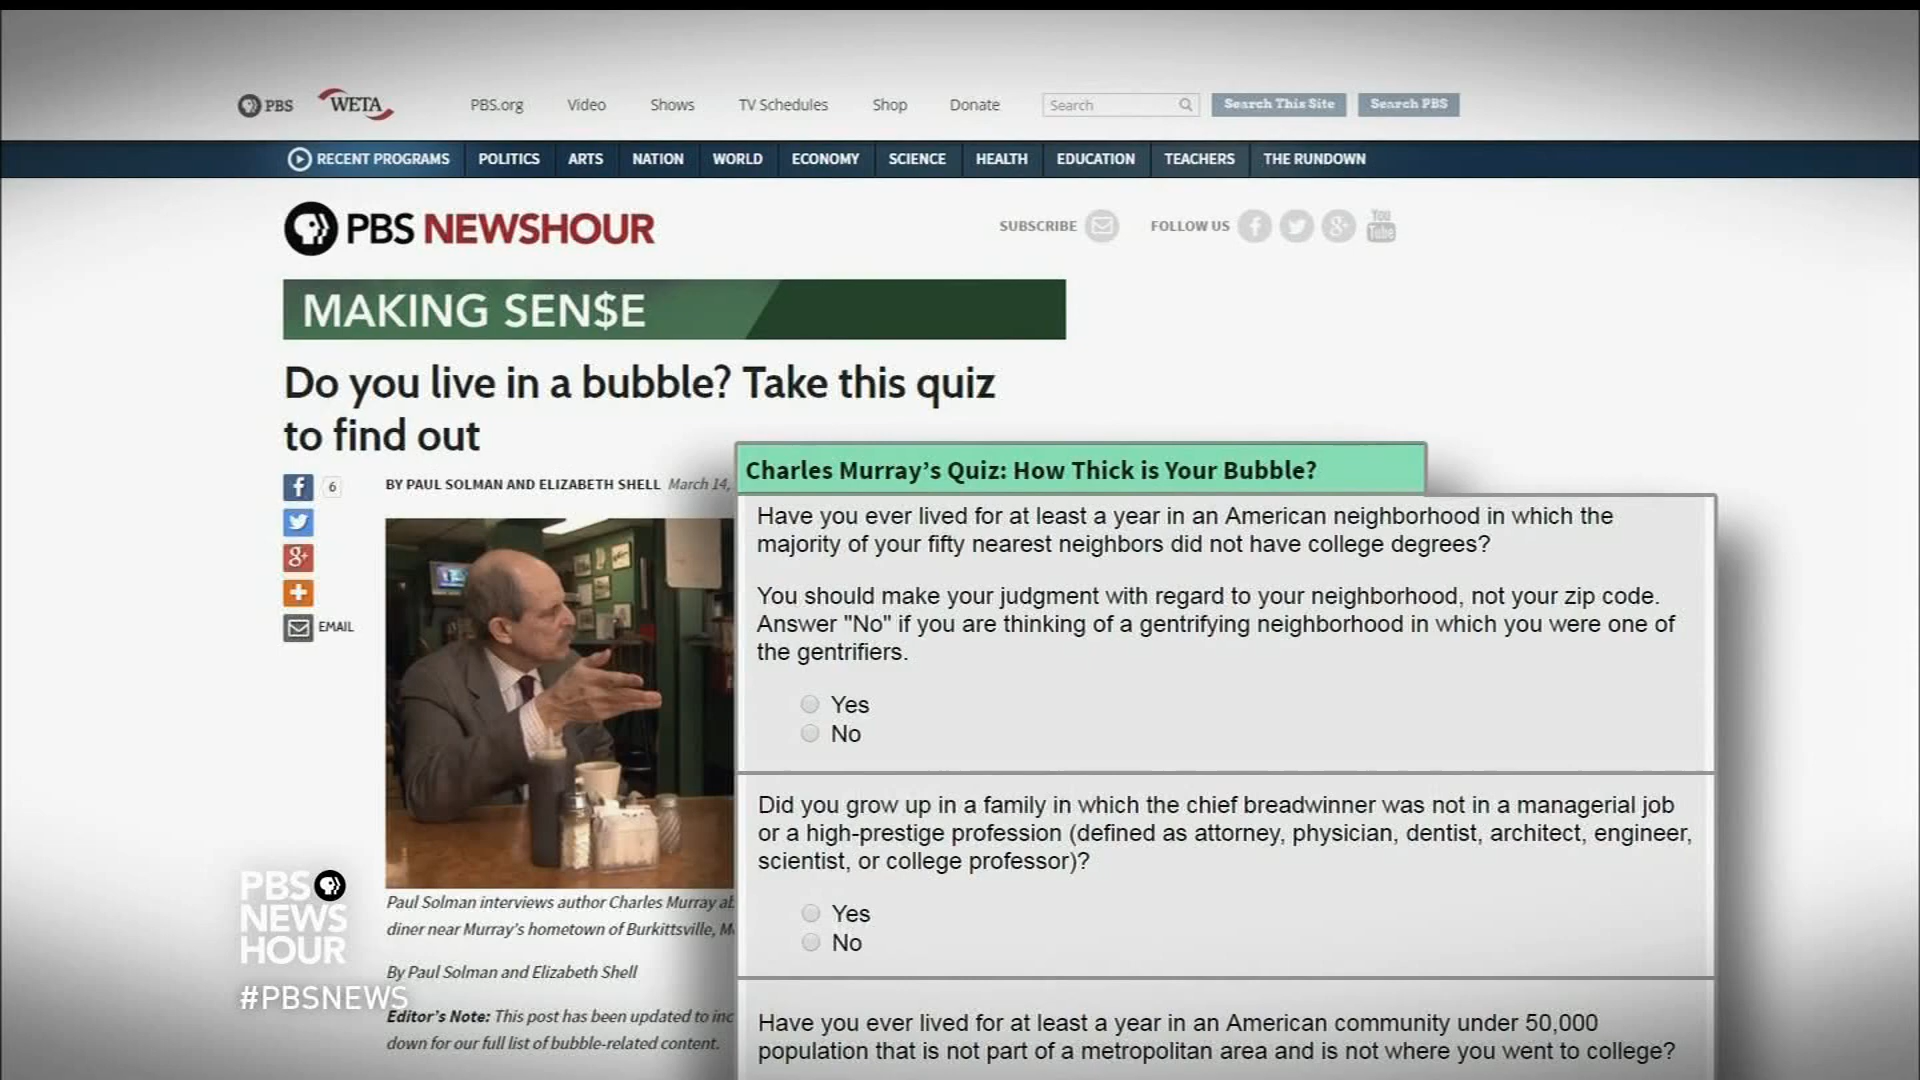 PBS
WETA
PBS.org Video Shows TV Schedules Shop Donate Search Search This Site Search PBS
RECENT PROGRAMS POLITICS ARTS NATION WORLD ECONOMY SCIENCE HEALTH EDUCATION TEACHERS THE RUNDOWN
PBS NEWSHOUR
SUBSCRIBE FOLLOW US
f g+ You Tube
MAKING SEN$E
Do you live in a bubble? Take this quiz
to find out
f 6
g+
EMAIL
BY PAUL SOLMAN AND ELIZABETH SHELL March 14,
Paul Solman interviews author Charles Murray
diner near Murray's hometown of Burkittsville,
By Paul Solman and Elizabeth Shell
Editor's Note: This post has been updated to
down for our full list of bubble-related content.
Charles Murray's Quiz: How Thick is Your Bubble?
Have you ever lived for at least a year in an American neighborhood in which the
majority of your fifty nearest neighbors did not have college degrees?
You should make your judgment with regard to your neighborhood, not your zip code.
Answer "No" if you are thinking of a gentrifying neighborhood in which you were one of
the gentrifiers.
Yes
No
Did you grow up in a family in which the chief breadwinner was not in a managerial job
or a high-prestige profession (defined as attorney, physician, dentist, architect, engineer,
scientist, or college professor)?
Yes
No
Have you ever lived for at least a year in an American community under 50,000
population that is not part of a metropolitan area and is not where you went to college?
PBS
NEWS
HOUR
#PBSNEWS